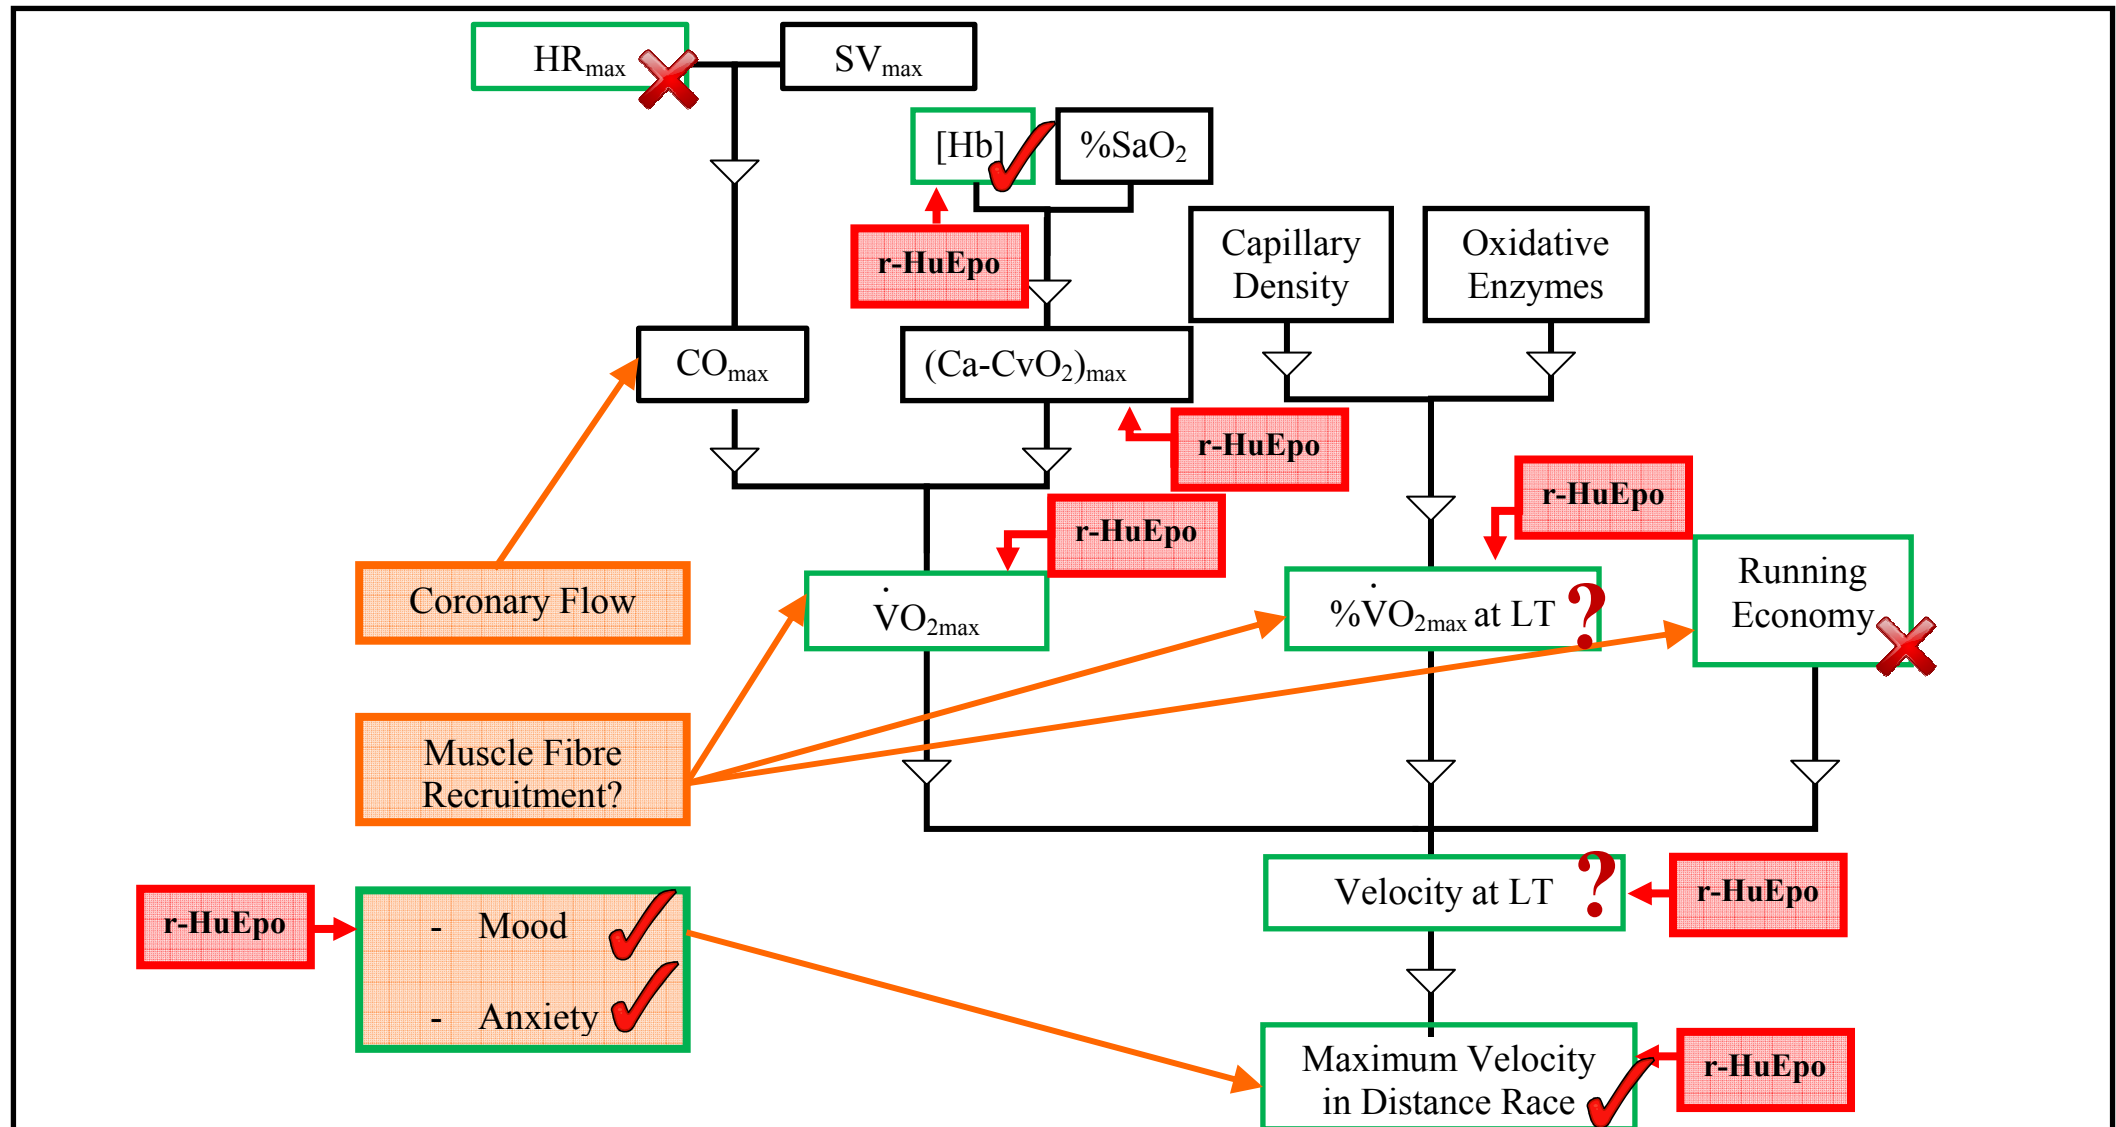 HRmax
SVmax
[Hb]
%SaO2
r-HuEpo
Capillary
Density
Oxidative
Enzymes
COmax
(Ca-CvO2)max
r-HuEpo
r-HuEpo
r-HuEpo
Coronary Flow
V̇O2max
%V̇O2max at LT ?
Running
Economy
Muscle Fibre
Recruitment?
Velocity at LT ?
r-HuEpo
r-HuEpo
- Mood
- Anxiety
Maximum Velocity
in Distance Race
r-HuEpo